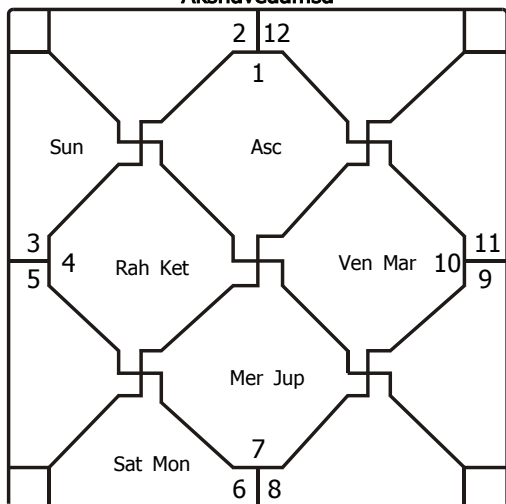 Akshavedamsa
2 12
1
Sun
Asc
3
11
4
Rah Ket
Ven Mar
10
5
9
Mer Jup
7
Sat Mon
6 8